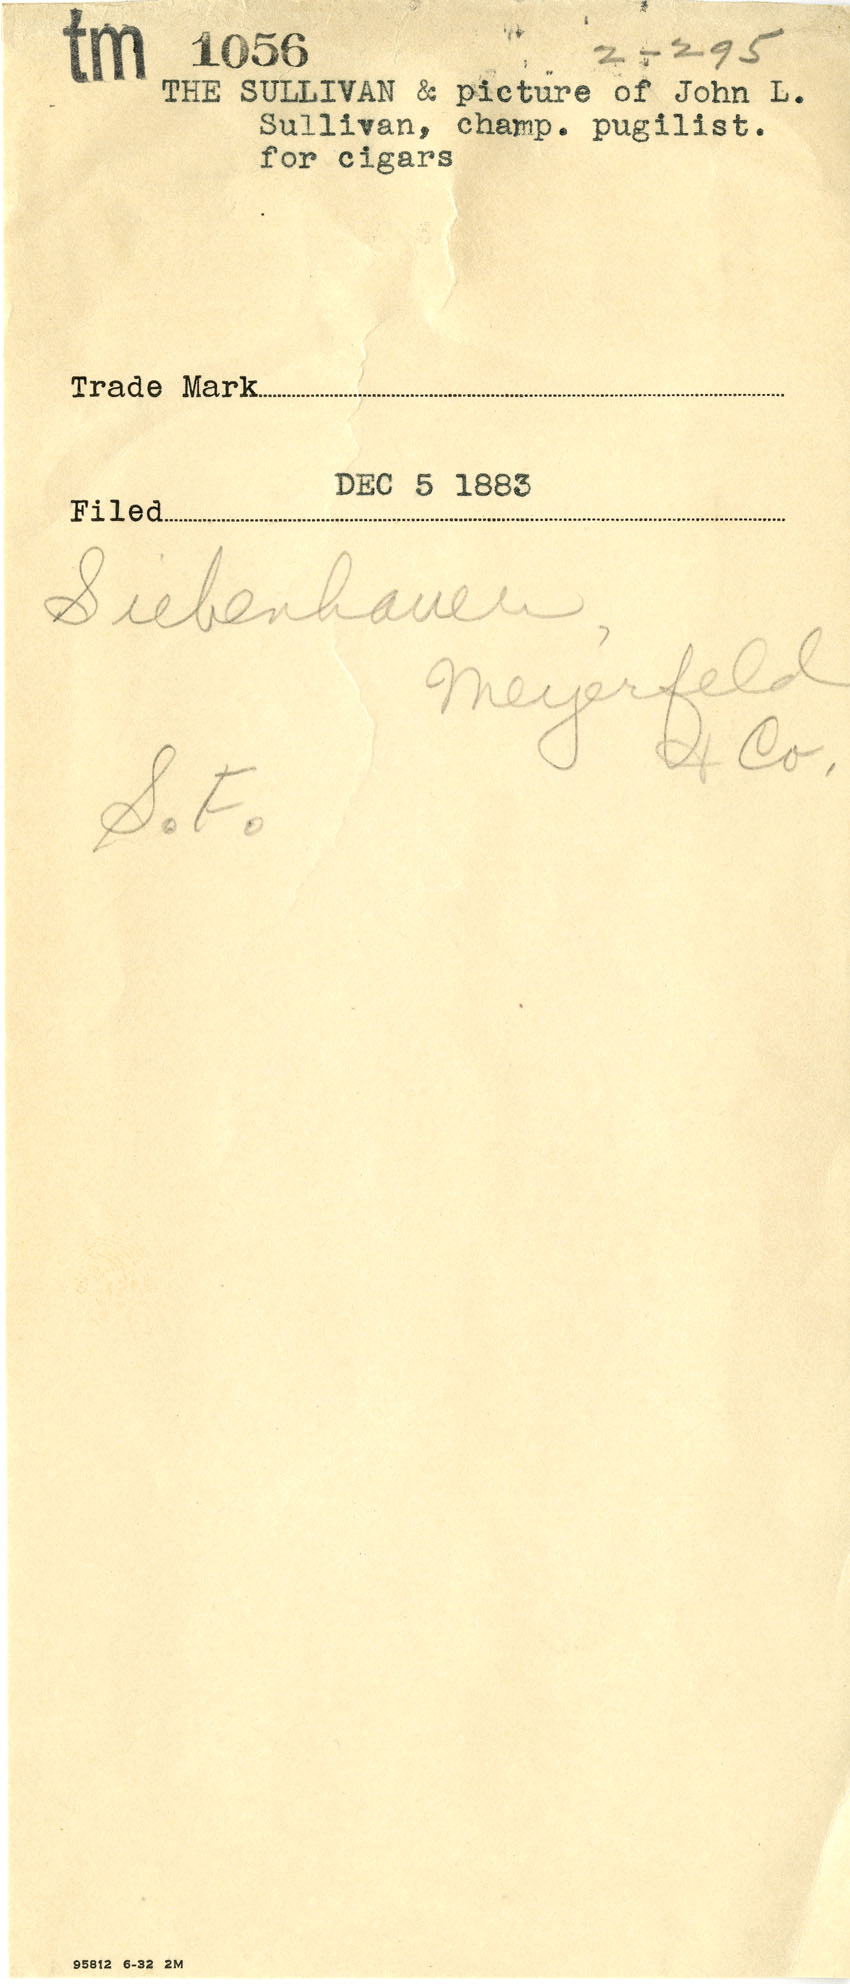 tm 1056 2-295
THE SULLIVAN & picture of John L.
Sullivan, champ. pugilist.
for cigars
Trade Mark
DEC 5 1883
Filed
Siebenhauer,
Meyerfeld
& Co.
S.F.
95812 6-32 2M